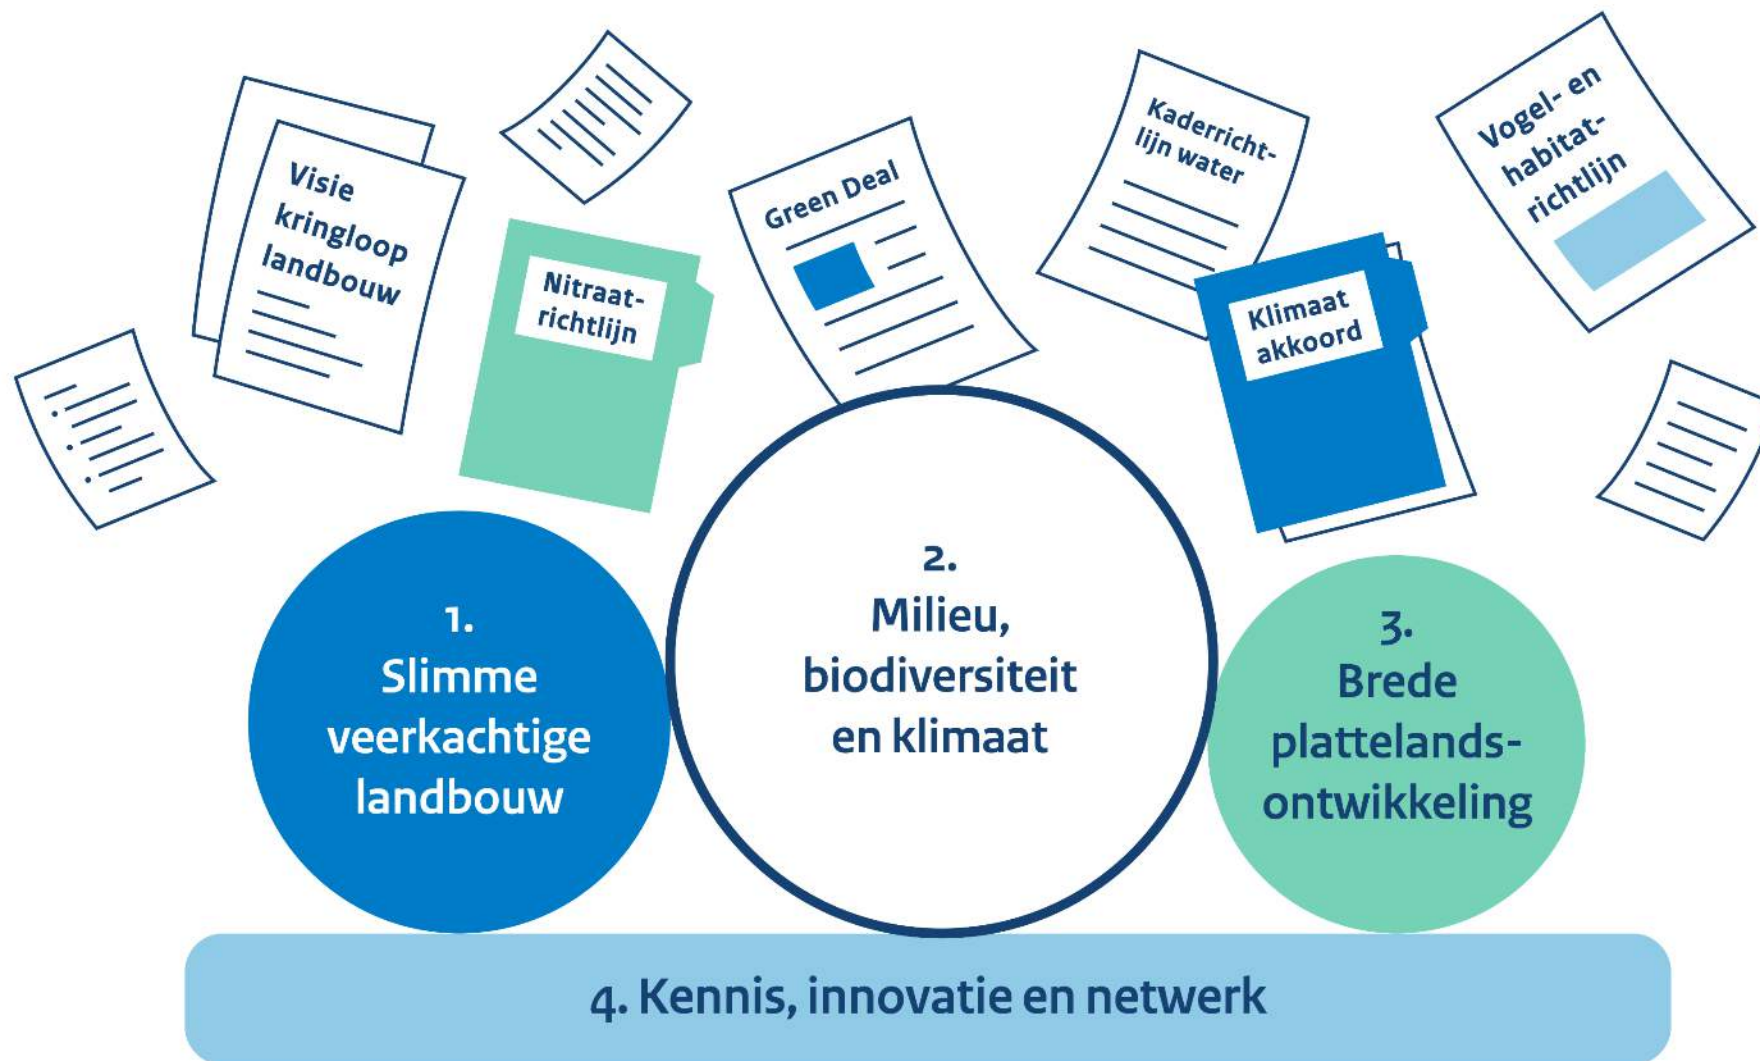 Visie
kringloop
landbouw
Nitraat-
richtlijn
Green Deal
Kaderricht-
lijn water
Klimaat
akkoord
Vogel- en
habitat-
richtlijn
1.
Slimme
veerkachtige
landbouw
2.
Milieu,
biodiversiteit
en klimaat
3.
Brede
plattelands-
ontwikkeling
4. Kennis, innovatie en netwerk